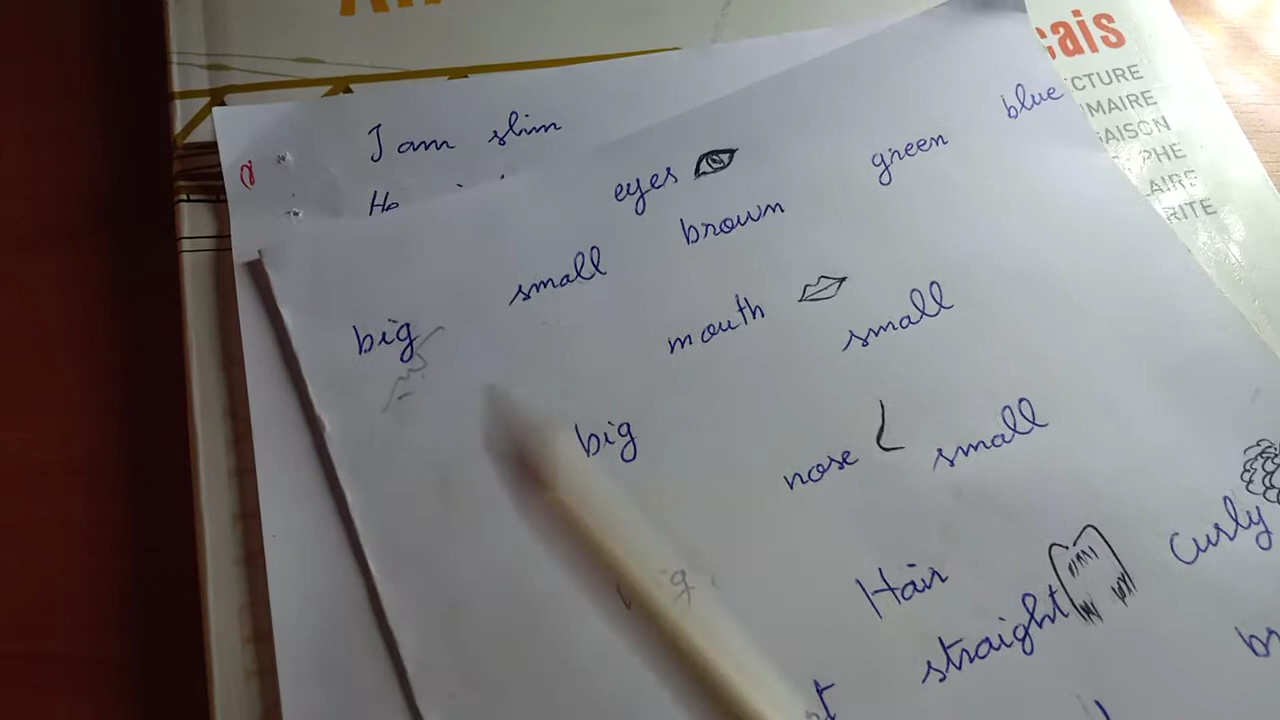 cais
CTURE
MAIRE
AISON
PHE
AIRE
RITE
I am slim
eyes
big small brown green blue
mouth
big small
nose
small
Hair
straight curly